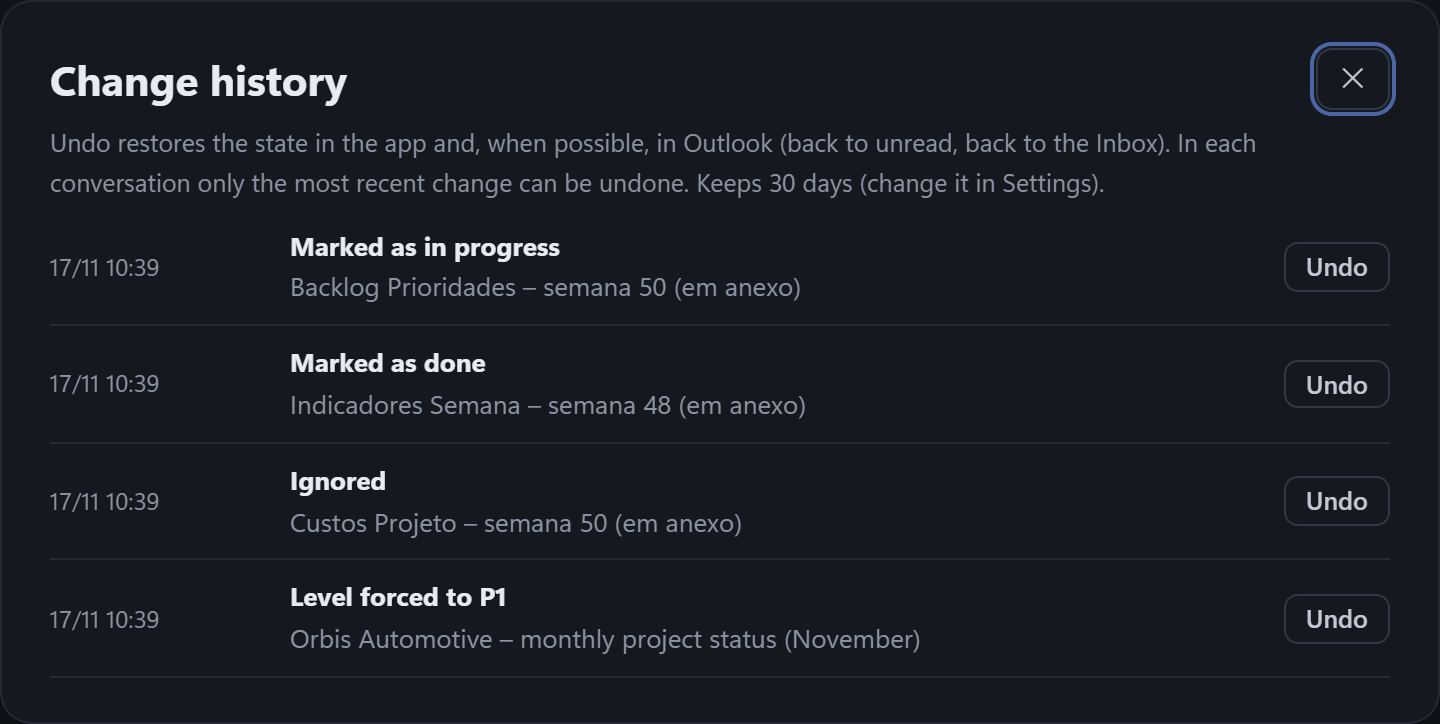 Change history
Undo restores the state in the app and, when possible, in Outlook (back to unread, back to the Inbox). In each
conversation only the most recent change can be undone. Keeps 30 days (change it in Settings).
17/11 10:39
Marked as in progress
Backlog Prioridades – semana 50 (em anexo)
Undo
17/11 10:39
Marked as done
Indicadores Semana – semana 48 (em anexo)
Undo
17/11 10:39
Ignored
Custos Projeto – semana 50 (em anexo)
Undo
17/11 10:39
Level forced to P1
Orbis Automotive – monthly project status (November)
Undo